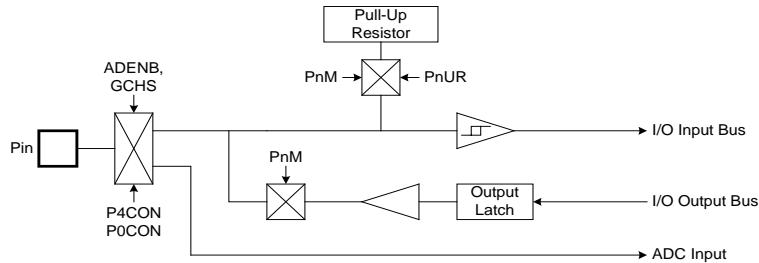 Pull-Up
Resistor
ADENB,
GCHS
PnM
PnUR
Pin
I/O Input Bus
PnM
Output
Latch
I/O Output Bus
P4CON
P0CON
ADC Input